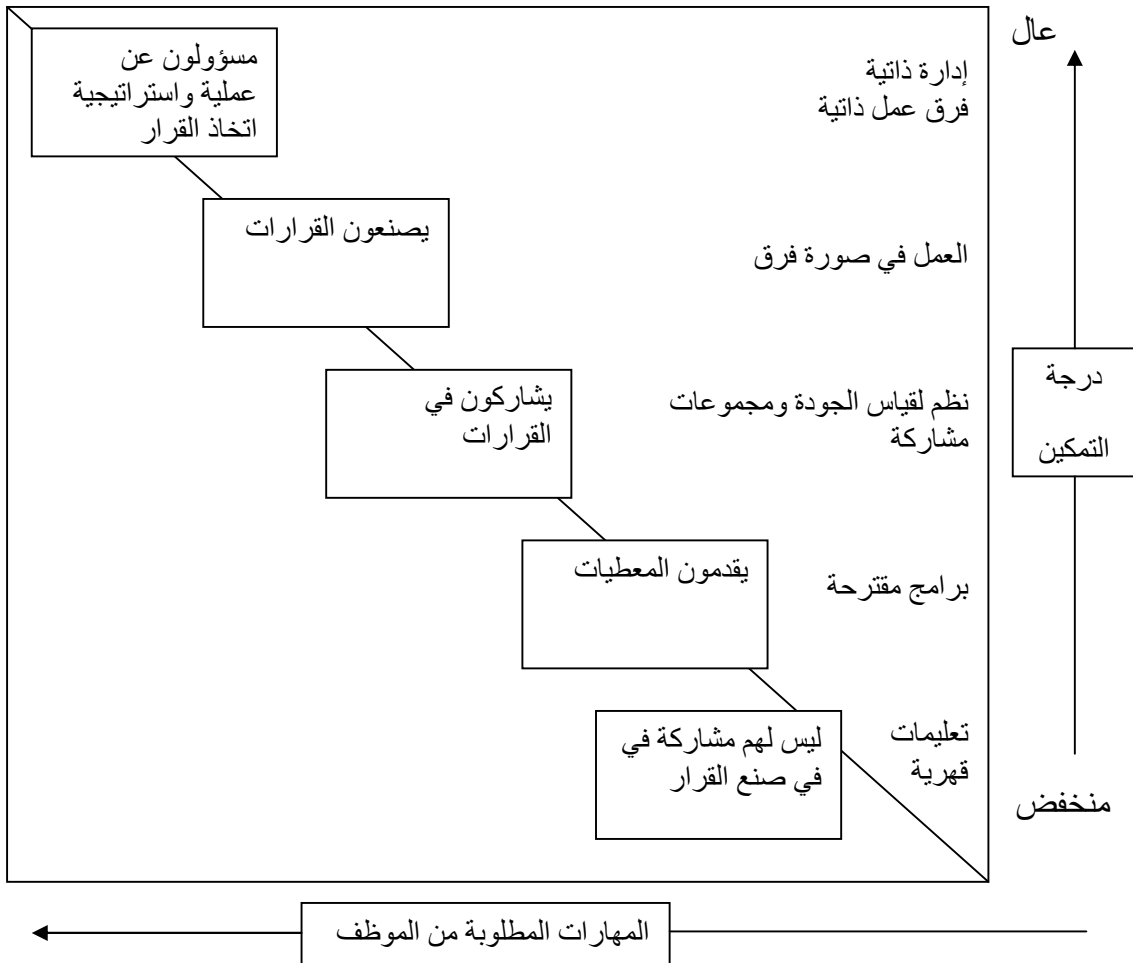 عال
مسؤولون عن
عملية واستراتيجية
اتخاذ القرار
إدارة ذاتية
فرق عمل ذاتية
يصنعون القرارات
العمل في صورة فرق
درجة
التمكين
يشاركون في
القرارات
نظم لقياس الجودة ومجموعات
مشاركة
يقدمون المعطيات
برامج مقترحة
ليس لهم مشاركة في
في صنع القرار
تعليمات
قهرية
منخفض
المهارات المطلوبة من الموظف